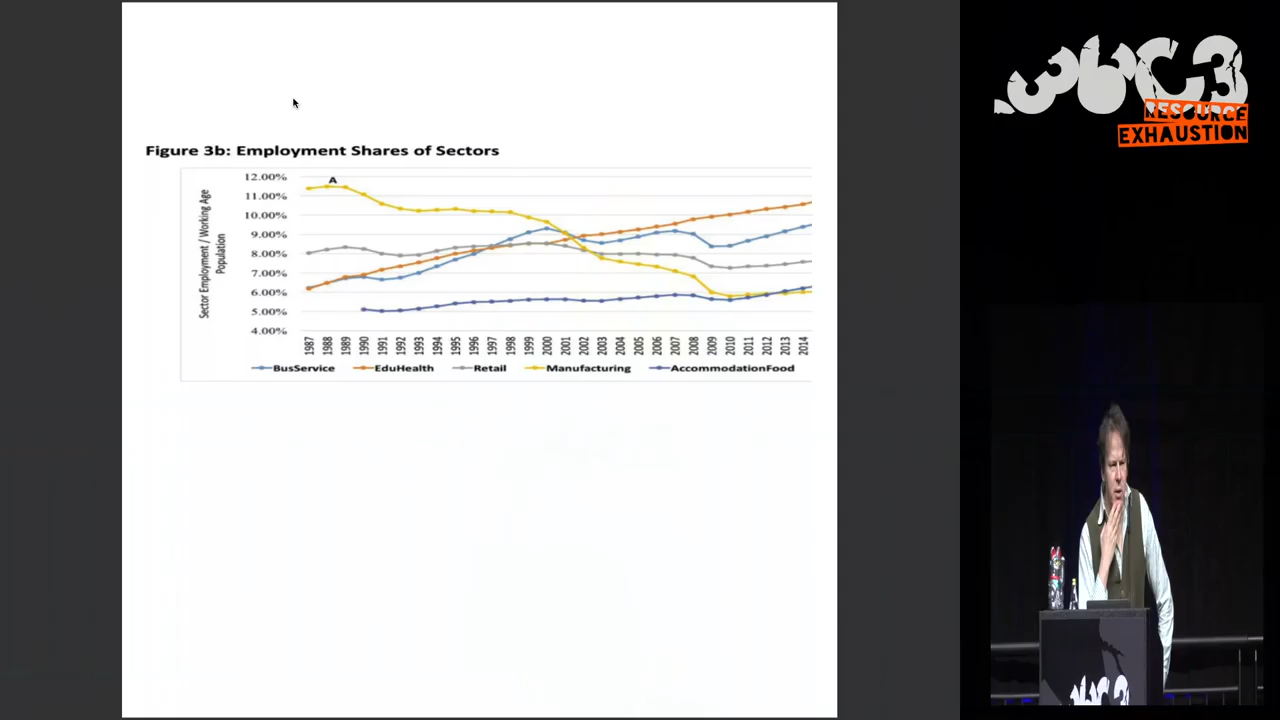 Figure 3b: Employment Shares of Sectors
A
12.00%
11.00%
10.00%
9.00%
8.00%
7.00%
6.00%
5.00%
4.00%
Sector Employment / Working Age
Population
1987 1988 1989 1990 1991 1992 1993 1994 1995 1996 1997 1998 1999 2000 2001 2002 2003 2004 2005 2006 2007 2008 2009 2010 2011 2012 2013 2014
BusService EduHealth Retail Manufacturing AccommodationFood
36C3
RESOURCE
EXHAUSTION
36C3